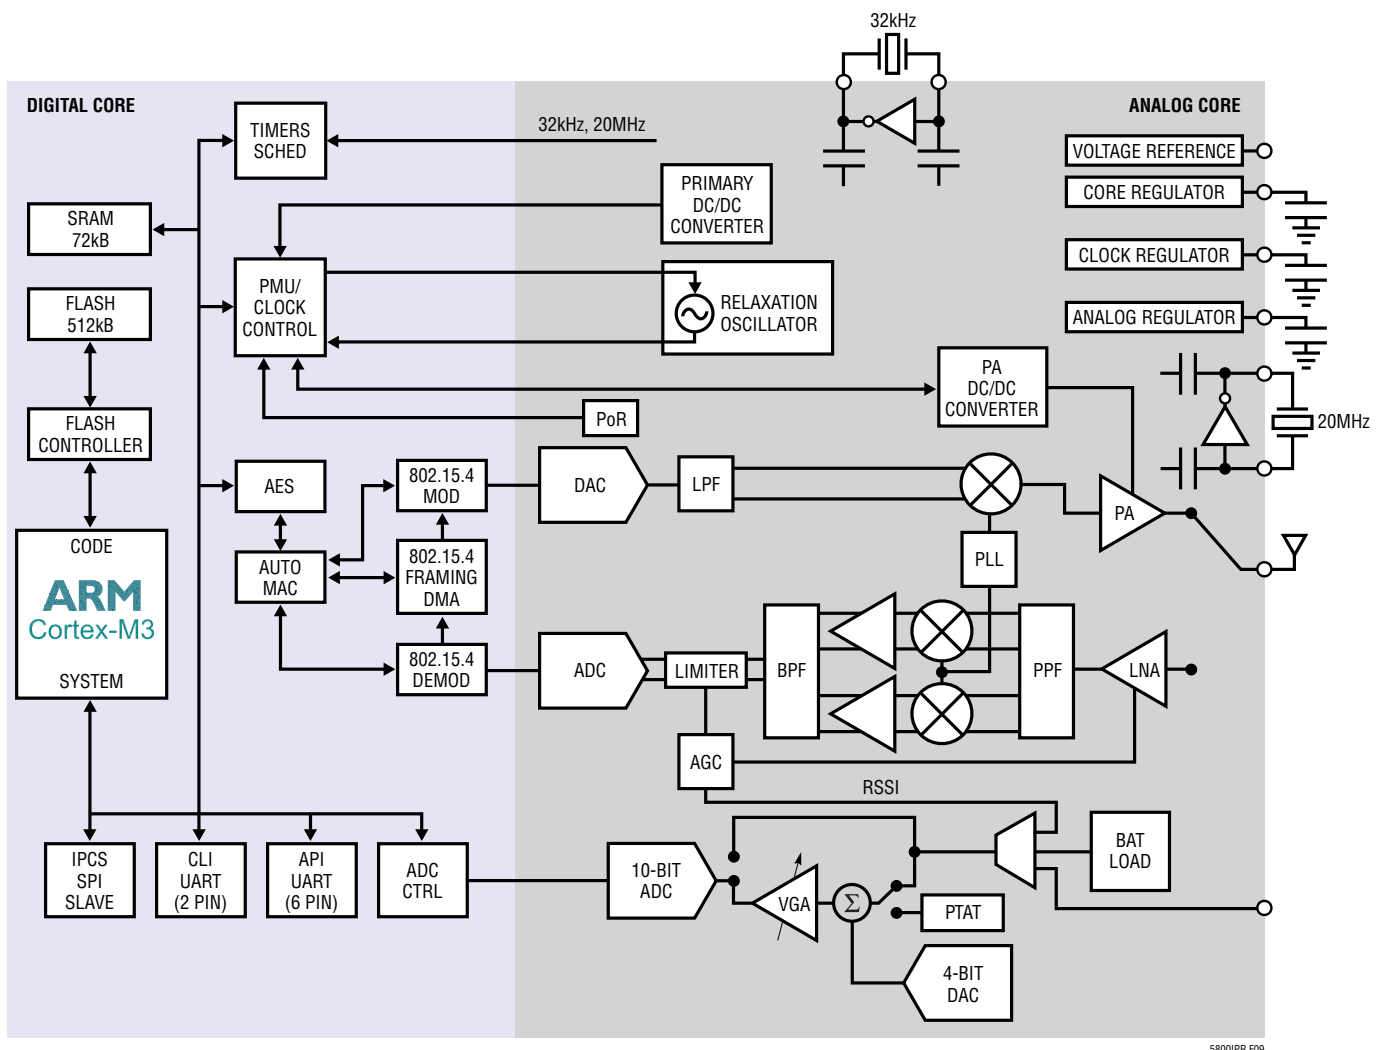 32kHz
DIGITAL CORE
ANALOG CORE
TIMERS
SCHED
32kHz, 20MHz
VOLTAGE REFERENCE
PRIMARY
DC/DC
CONVERTER
CORE REGULATOR
SRAM
72kB
CLOCK REGULATOR
PMU/
CLOCK
CONTROL
RELAXATION
OSCILLATOR
FLASH
512kB
ANALOG REGULATOR
PA
DC/DC
CONVERTER
PoR
20MHz
FLASH
CONTROLLER
AES
802.15.4
MOD
DAC
LPF
PA
CODE
ARM
Cortex-M3
SYSTEM
AUTO
MAC
802.15.4
FRAMING
DMA
PLL
802.15.4
DEMOD
ADC
LIMITER
BPF
PPF
LNA
AGC
RSSI
IPCS
SPI
SLAVE
CLI
UART
(2 PIN)
API
UART
(6 PIN)
ADC
CTRL
10-BIT
ADC
VGA
Σ
PTAT
BAT
LOAD
4-BIT
DAC
5800IPR F09